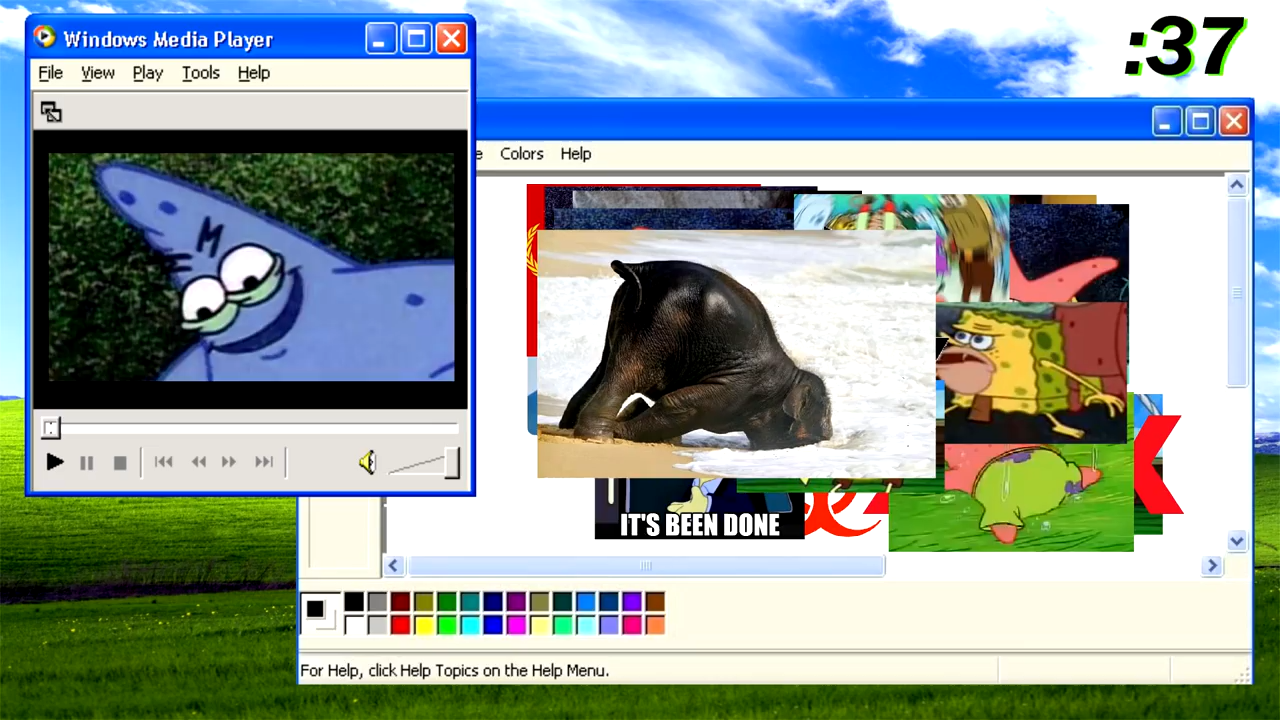 :37
Windows Media Player
File View Play Tools Help
Colors Help
IT'S BEEN DONE
For Help, click Help Topics on the Help Menu.